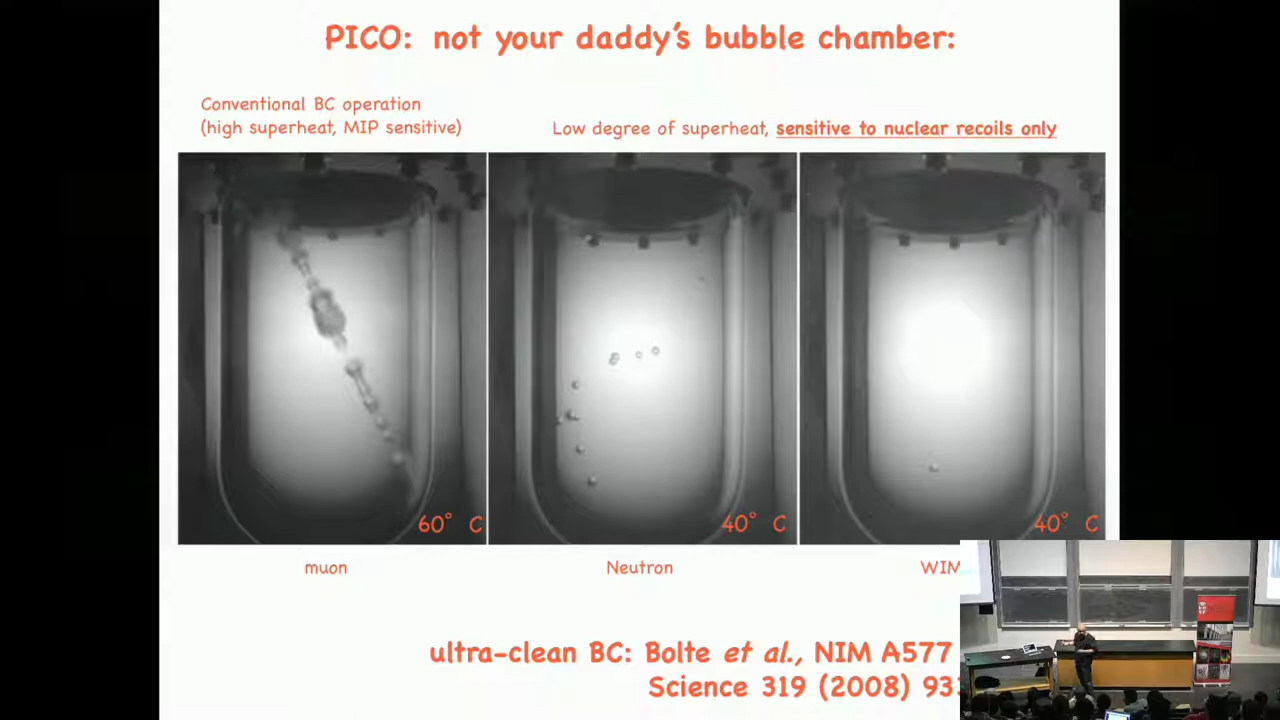 PICO: not your daddy's bubble chamber:
Conventional BC operation
(high superheat, MIP sensitive)
Low degree of superheat, sensitive to nuclear recoils only
60° C
40° C
40° C
muon
Neutron
ultra-clean BC: Bolte et al., NIM A577
Science 319 (2008)